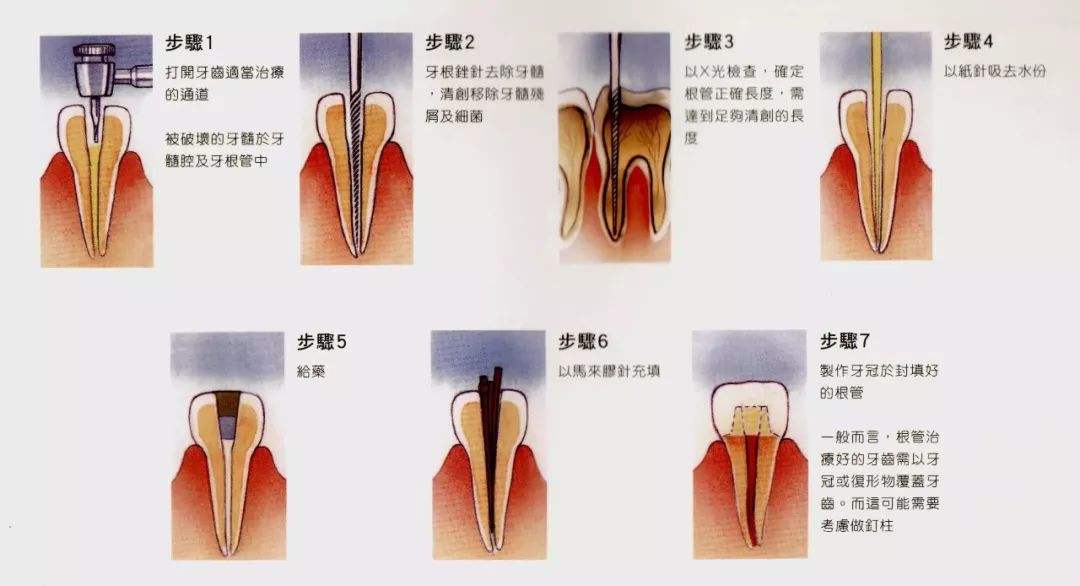 步驟1
打開牙齒適當治療
的通道
被破壞的牙髓於牙
髓腔及牙根管中
步驟2
牙根銼針去除牙髓
，清創移除牙髓殘
屑及細菌
步驟3
以X光檢查，確定
根管正確長度，需
達到足夠清創的長
度
步驟4
以紙針吸去水份
步驟5
給藥
步驟6
以馬來膠針充填
步驟7
製作牙冠於封填好
的根管
一般而言，根管治
療好的牙齒需以牙
冠或復形物覆蓋牙
齒。而這可能需要
考慮做釘柱